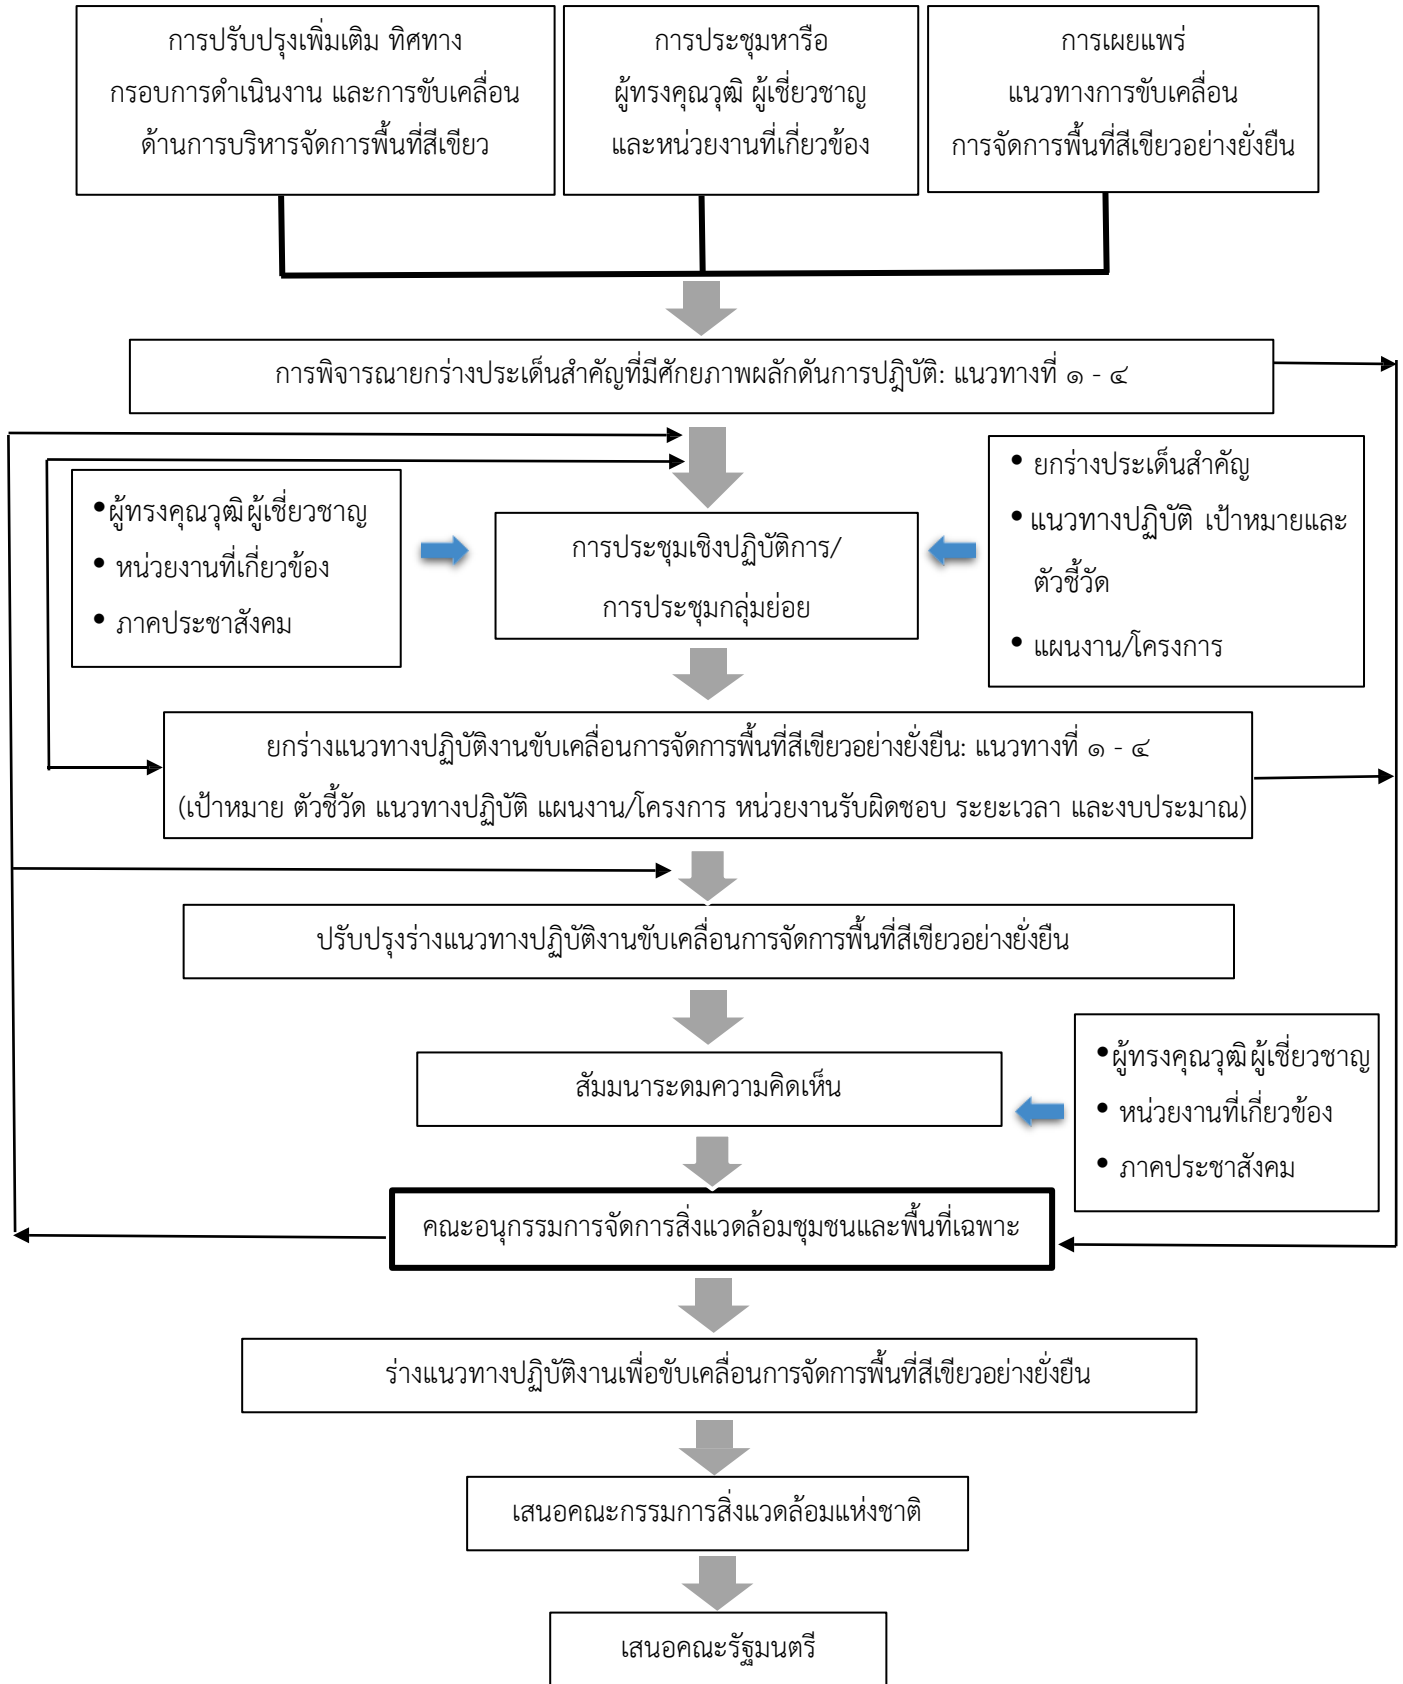 การปรับปรุงเพิ่มเติม ทิศทาง
กรอบการดำเนินงาน และการขับเคลื่อน
ด้านการบริหารจัดการพื้นที่สีเขียว
การประชุมหารือ
ผู้ทรงคุณวุฒิ ผู้เชี่ยวชาญ
และหน่วยงานที่เกี่ยวข้อง
การเผยแพร่
แนวทางการขับเคลื่อน
การจัดการพื้นที่สีเขียวอย่างยั่งยืน
การพิจารณายกร่างประเด็นสำคัญที่มีศักยภาพผลักดันการปฏิบัติ: แนวทางที่ ๑ - ๔
•ผู้ทรงคุณวุฒิ ผู้เชี่ยวชาญ
• หน่วยงานที่เกี่ยวข้อง
• ภาคประชาสังคม
การประชุมเชิงปฏิบัติการ/
การประชุมกลุ่มย่อย
• ยกร่างประเด็นสำคัญ
• แนวทางปฏิบัติ เป้าหมายและ
ตัวชี้วัด
• แผนงาน/โครงการ
ยกร่างแนวทางปฏิบัติงานขับเคลื่อนการจัดการพื้นที่สีเขียวอย่างยั่งยืน: แนวทางที่ ๑ - ๔
(เป้าหมาย ตัวชี้วัด แนวทางปฏิบัติ แผนงาน/โครงการ หน่วยงานรับผิดชอบ ระยะเวลา และงบประมาณ)
ปรับปรุงร่างแนวทางปฏิบัติงานขับเคลื่อนการจัดการพื้นที่สีเขียวอย่างยั่งยืน
สัมมนาระดมความคิดเห็น
•ผู้ทรงคุณวุฒิ ผู้เชี่ยวชาญ
• หน่วยงานที่เกี่ยวข้อง
• ภาคประชาสังคม
คณะอนุกรรมการจัดการสิ่งแวดล้อมชุมชนและพื้นที่เฉพาะ
ร่างแนวทางปฏิบัติงานเพื่อขับเคลื่อนการจัดการพื้นที่สีเขียวอย่างยั่งยืน
เสนอคณะกรรมการสิ่งแวดล้อมแห่งชาติ
เสนอคณะรัฐมนตรี